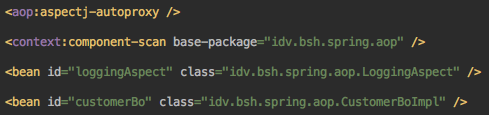 <aop:aspectj-autoproxy />
<context:component-scan base-package="idv.bsh.spring.aop" />
<bean id="loggingAspect" class="idv.bsh.spring.aop.LoggingAspect" />
<bean id="customerBo" class="idv.bsh.spring.aop.CustomerBoImpl" />